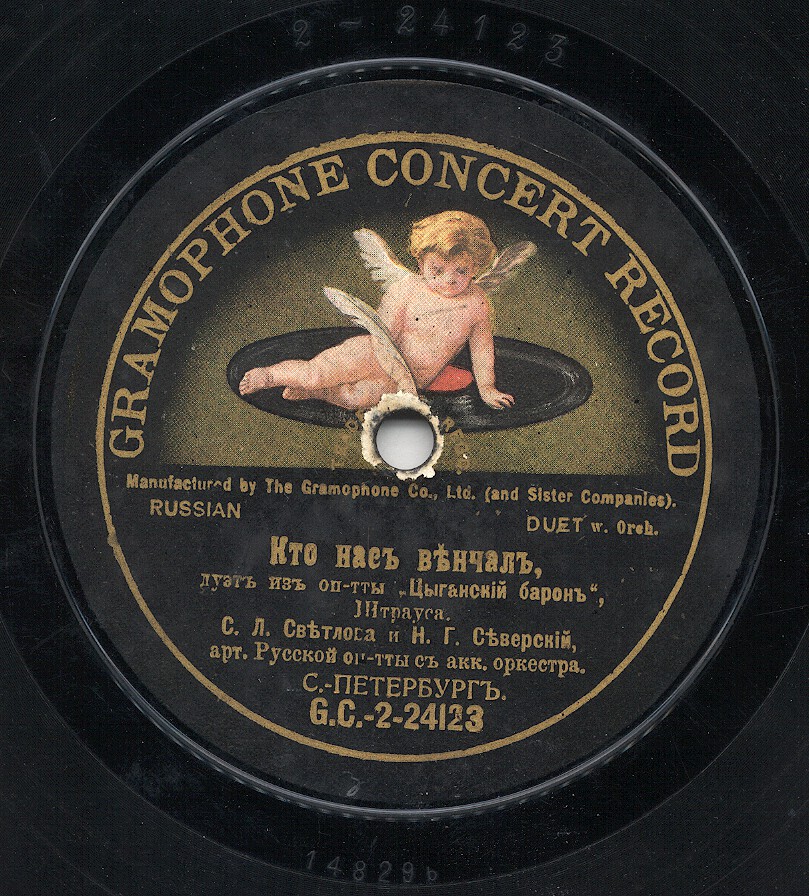 2-24123
GRAMOPHONE CONCERT RECORD
Manufactured by The Gramophone Co., Ltd. (and Sister Companies).
RUSSIAN
DUET w. Orch.
Кто насъ вѣнчалъ,
дуэтъ изъ оп-тты „Цыганскій баронъ“,
Штрауса.
С. Л. Свѣтлова и Н. Г. Сѣверскій,
арт. Русской оп-тты съ акк. оркестра.
С.-ПЕТЕРБУРГЪ.
G.C.-2-24123
14829b